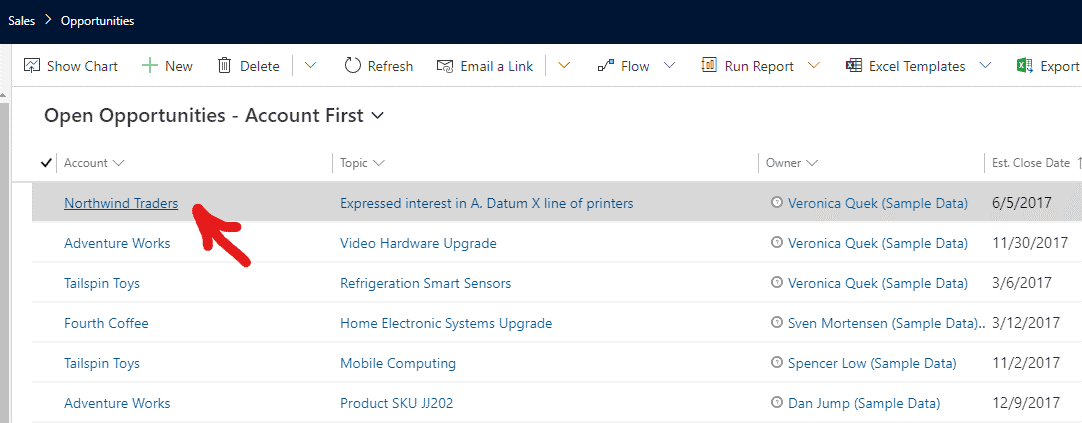 Sales > Opportunities
Show Chart New Delete Refresh Email a Link Flow Run Report Excel Templates Export
Open Opportunities - Account First
Account Topic Owner Est. Close Date
Northwind Traders Expressed interest in A. Datum X line of printers Veronica Quek (Sample Data) 6/5/2017
Adventure Works Video Hardware Upgrade Veronica Quek (Sample Data) 11/30/2017
Tailspin Toys Refrigeration Smart Sensors Veronica Quek (Sample Data) 3/6/2017
Fourth Coffee Home Electronic Systems Upgrade Sven Mortensen (Sample Data).. 3/12/2017
Tailspin Toys Mobile Computing Spencer Low (Sample Data) 11/2/2017
Adventure Works Product SKU JJ202 Dan Jump (Sample Data) 12/9/2017